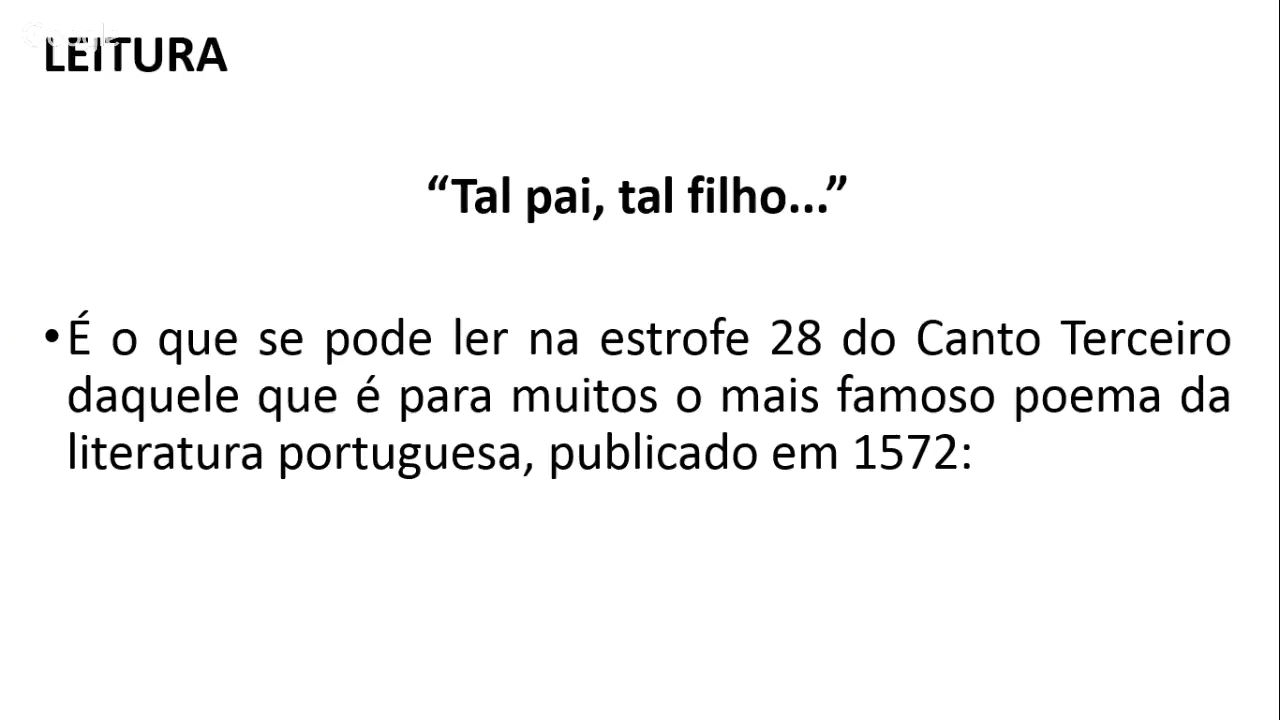 Google
LEITURA
“Tal pai, tal filho...”
•É o que se pode ler na estrofe 28 do Canto Terceiro
daquele que é para muitos o mais famoso poema da
literatura portuguesa, publicado em 1572: